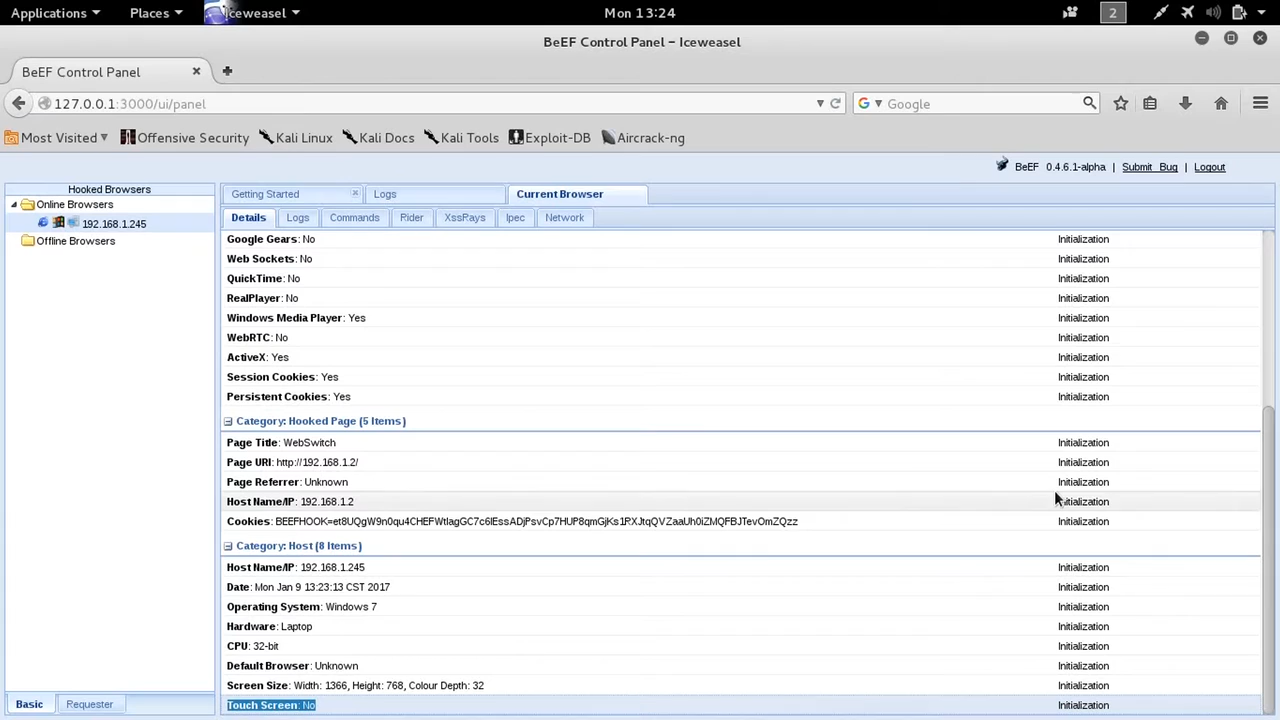 Applications Places Iceweasel Mon 13:24 2
BeEF Control Panel - Iceweasel
BeEF Control Panel
127.0.0.1:3000/ui/panel Google
Most Visited Offensive Security Kali Linux Kali Docs Kali Tools Exploit-DB Aircrack-ng
BeEF 0.4.6.1-alpha | Submit Bug | Logout
Hooked Browsers
Online Browsers
192.168.1.245
Offline Browsers
Getting Started Logs Current Browser
Details Logs Commands Rider XssRays Ipec Network
Google Gears: No Initialization
Web Sockets: No Initialization
QuickTime: No Initialization
RealPlayer: No Initialization
Windows Media Player: Yes Initialization
WebRTC: No Initialization
ActiveX: Yes Initialization
Session Cookies: Yes Initialization
Persistent Cookies: Yes Initialization
Category: Hooked Page (5 Items)
Page Title: WebSwitch Initialization
Page URI: http://192.168.1.2/ Initialization
Page Referrer: Unknown Initialization
Host Name/IP: 192.168.1.2 Initialization
Cookies: Initialization
Category: Host (8 Items)
Host Name/IP: 192.168.1.245 Initialization
Date: Mon Jan 9 13:23:13 CST 2017 Initialization
Operating System: Windows 7 Initialization
Hardware: Laptop Initialization
CPU: 32-bit Initialization
Default Browser: Unknown Initialization
Screen Size: Width: 1366, Height: 768, Colour Depth: 32 Initialization
Touch Screen: No Initialization
Basic Requester